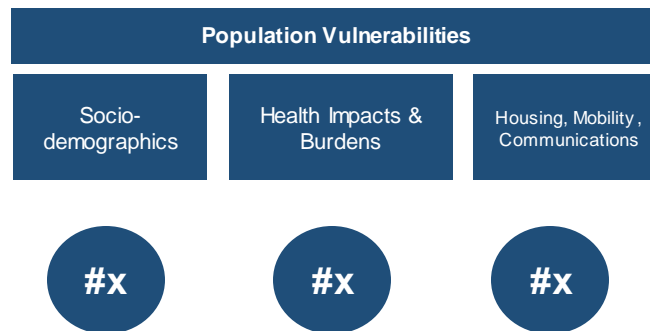 Population Vulnerabilities
Socio-
demographics
Health Impacts &
Burdens
Housing, Mobility,
Communications
#x
#x
#x